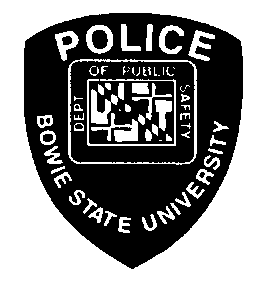 POLICE
DEPT OF PUBLIC SAFETY
BOWIE STATE UNIVERSITY